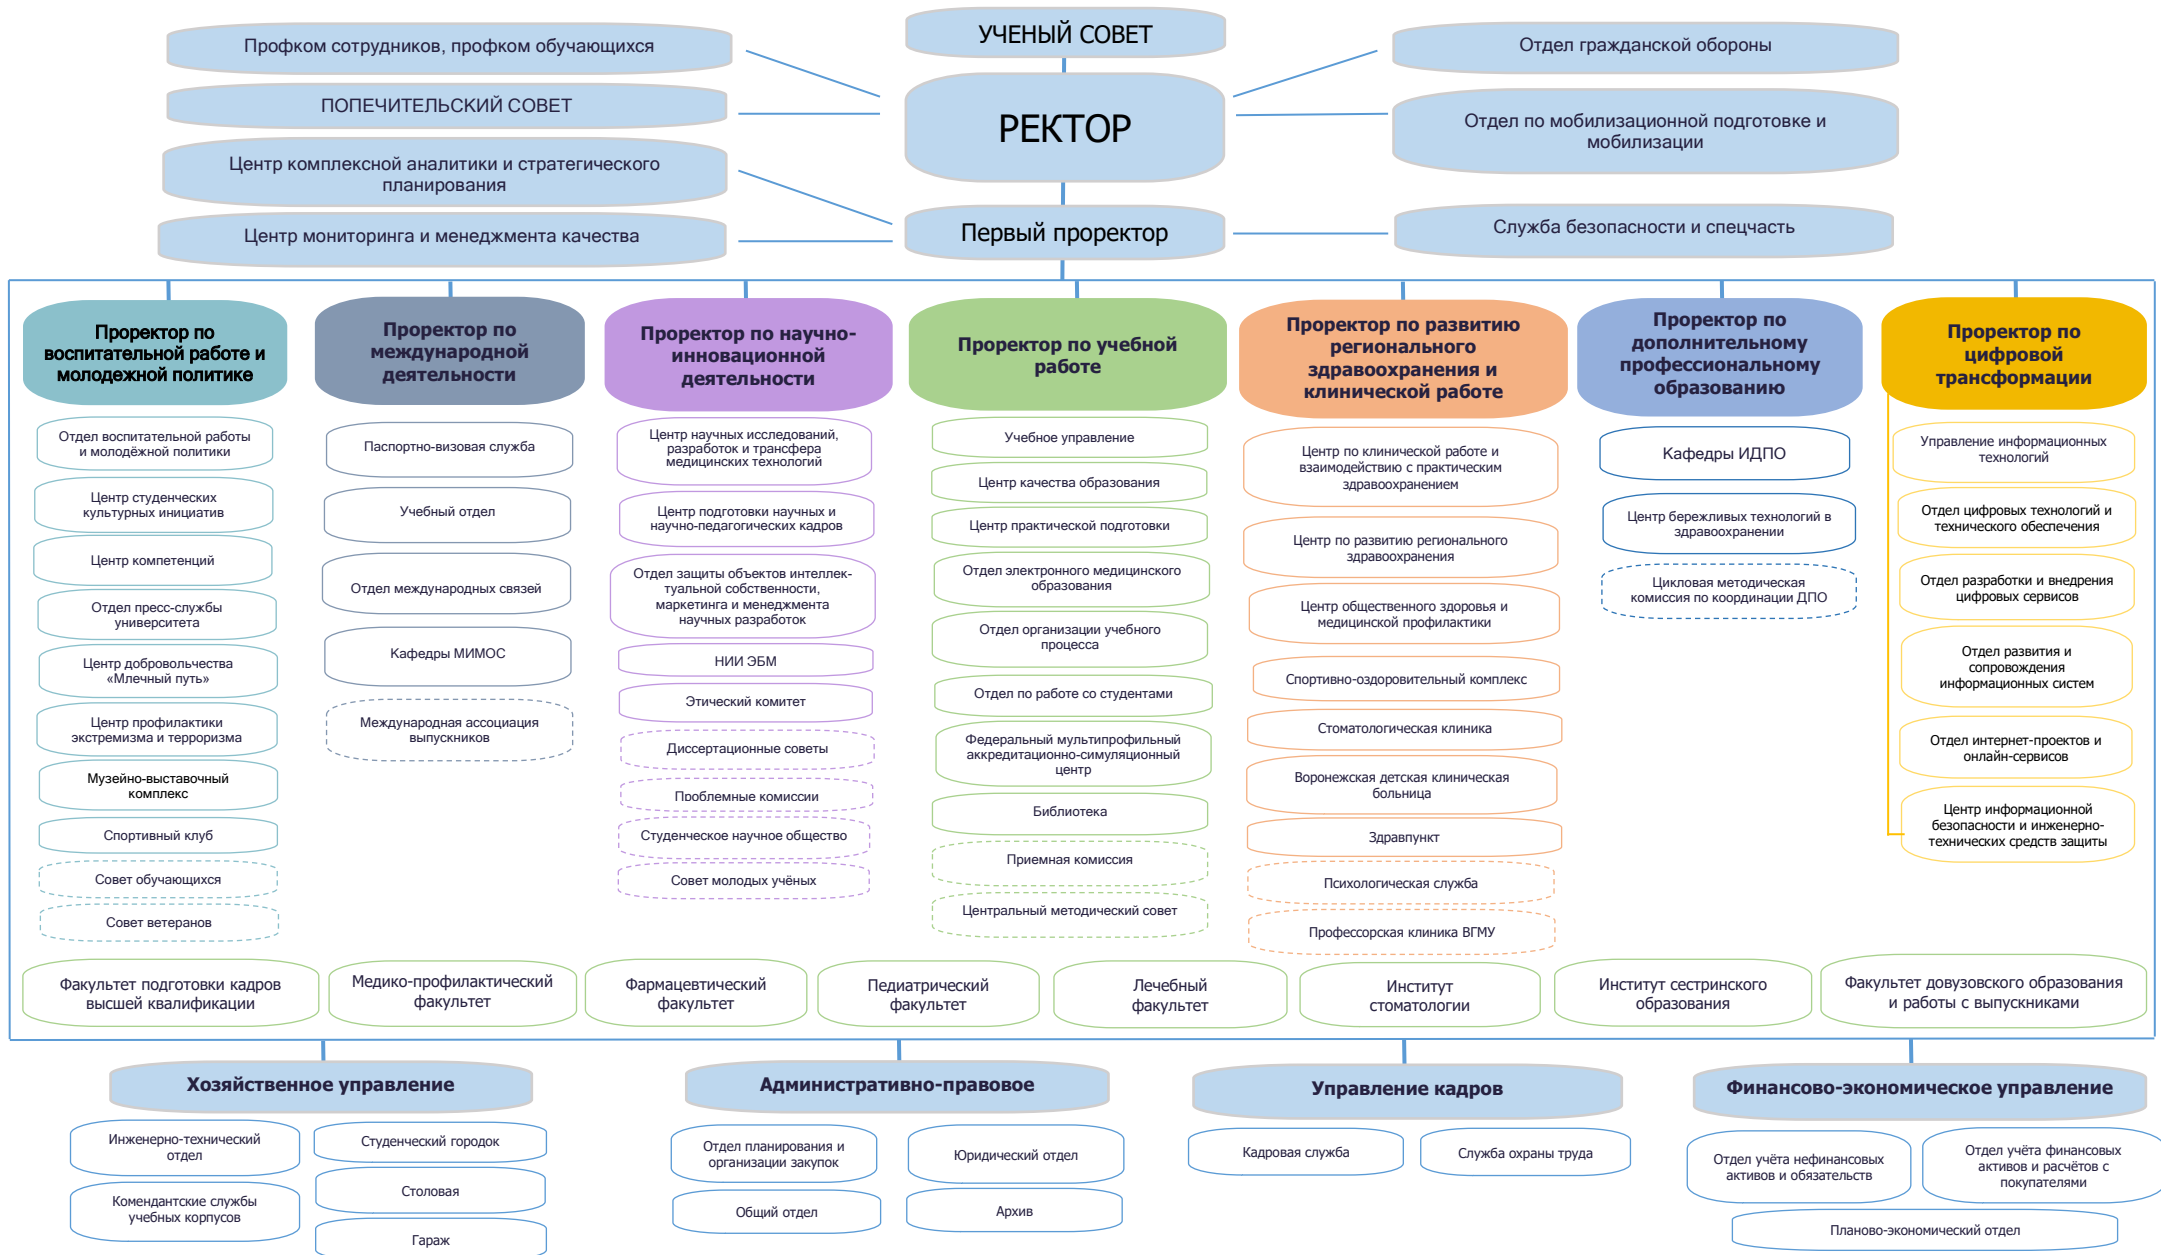 УЧЕНЫЙ СОВЕТ
Профком сотрудников, профком обучающихся
Отдел гражданской обороны
РЕКТОР
ПОПЕЧИТЕЛЬСКИЙ СОВЕТ
Отдел по мобилизационной подготовке и
мобилизации
Центр комплексной аналитики и стратегического
планирования
Первый проректор
Центр мониторинга и менеджмента качества
Служба безопасности и спецчасть
Проректор по
воспитательной работе и
молодежной политике
Отдел воспитательной работы
и молодёжной политики
Центр студенческих
культурных инициатив
Центр компетенций
Отдел пресс-службы
университета
Центр добровольчества
«Млечный путь»
Центр профилактики
экстремизма и терроризма
Музейно-выставочный
комплекс
Спортивный клуб
Совет обучающихся
Совет ветеранов
Проректор по
международной
деятельности
Паспортно-визовая служба
Учебный отдел
Отдел международных связей
Кафедры МИМОС
Международная ассоциация
выпускников
Проректор по научно-
инновационной
деятельности
Центр научных исследований,
разработок и трансфера
медицинских технологий
Центр подготовки научных и
научно-педагогических кадров
Отдел защиты объектов интеллек-
туальной собственности,
маркетинга и менеджмента
научных разработок
НИИ ЭБМ
Этический комитет
Диссертационные советы
Проблемные комиссии
Студенческое научное общество
Совет молодых учёных
Проректор по учебной
работе
Учебное управление
Центр качества образования
Центр практической подготовки
Отдел электронного медицинского
образования
Отдел организации учебного
процесса
Отдел по работе со студентами
Федеральный мультипрофильный
аккредитационно-симуляционный
центр
Библиотека
Приемная комиссия
Центральный методический совет
Проректор по развитию
регионального
здравоохранения и
клинической работе
Центр по клинической работе и
взаимодействию с практическим
здравоохранением
Центр по развитию регионального
здравоохранения
Центр общественного здоровья и
медицинской профилактики
Спортивно-оздоровительный комплекс
Стоматологическая клиника
Воронежская детская клиническая
больница
Здравпункт
Психологическая служба
Профессорская клиника ВГМУ
Проректор по
дополнительному
профессиональному
образованию
Кафедры ИДПО
Центр бережливых технологий в
здравоохранении
Цикловая методическая
комиссия по координации ДПО
Проректор по
цифровой
трансформации
Управление информационных
технологий
Отдел цифровых технологий и
технического обеспечения
Отдел разработки и внедрения
цифровых сервисов
Отдел развития и
сопровождения
информационных систем
Отдел интернет-проектов и
онлайн-сервисов
Центр информационной
безопасности и инженерно-
технических средств защиты
Факультет подготовки кадров
высшей квалификации
Медико-профилактический
факультет
Фармацевтический
факультет
Педиатрический
факультет
Лечебный
факультет
Институт
стоматологии
Институт сестринского
образования
Факультет довузовского образования
и работы с выпускниками
Хозяйственное управление
Инженерно-технический
отдел
Студенческий городок
Комендантские службы
учебных корпусов
Столовая
Гараж
Административно-правовое
Отдел планирования и
организации закупок
Юридический отдел
Общий отдел
Архив
Управление кадров
Кадровая служба
Служба охраны труда
Финансово-экономическое управление
Отдел учёта нефинансовых
активов и обязательств
Отдел учёта финансовых
активов и расчётов с
покупателями
Планово-экономический отдел